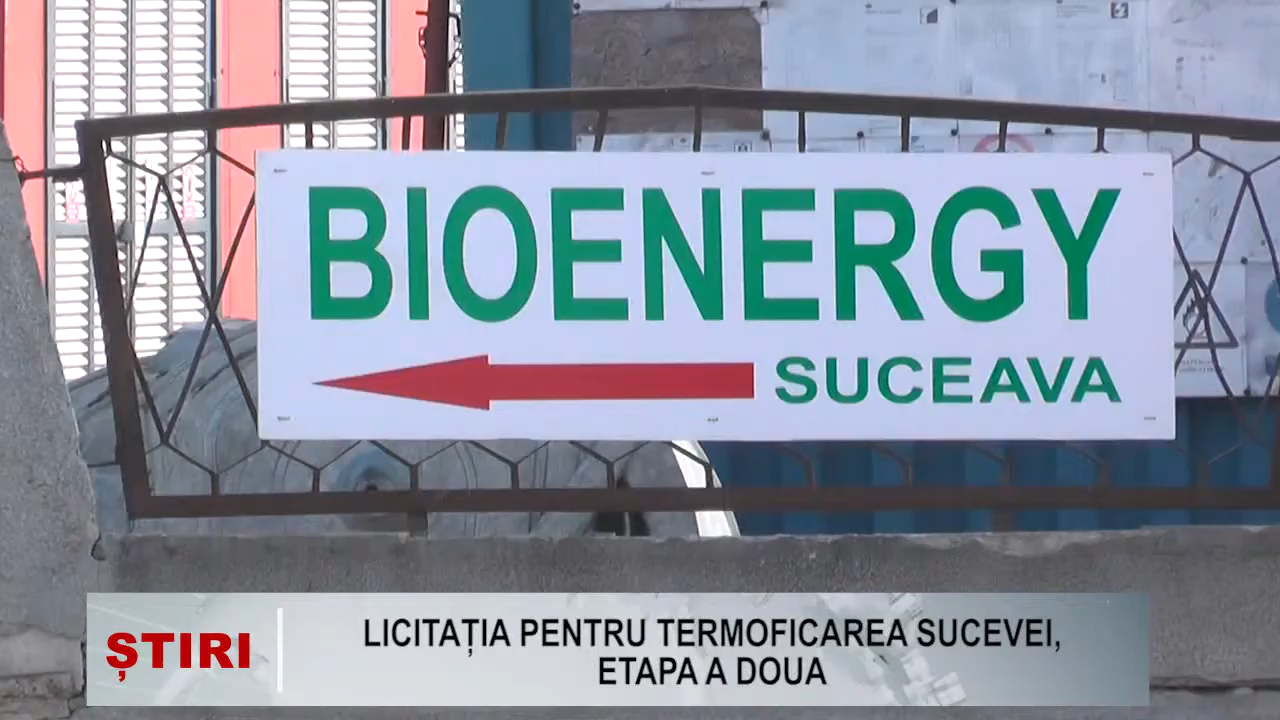 BIOENERGY
SUCEAVA
ȘTIRI
LICITAȚIA PENTRU TERMOFICAREA SUCEVEI,
ETAPA A DOUA